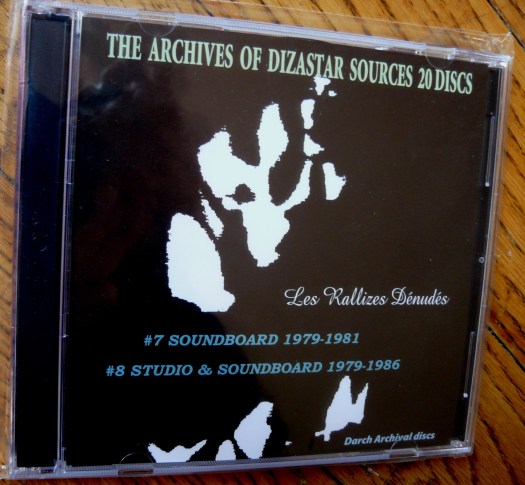 THE ARCHIVES OF DIZASTAR SOURCES 20 DISCS
Les Rallizes Dénudés
#7 SOUNDBOARD 1979-1981
#8 STUDIO & SOUNDBOARD 1979-1986
Darch Archival discs